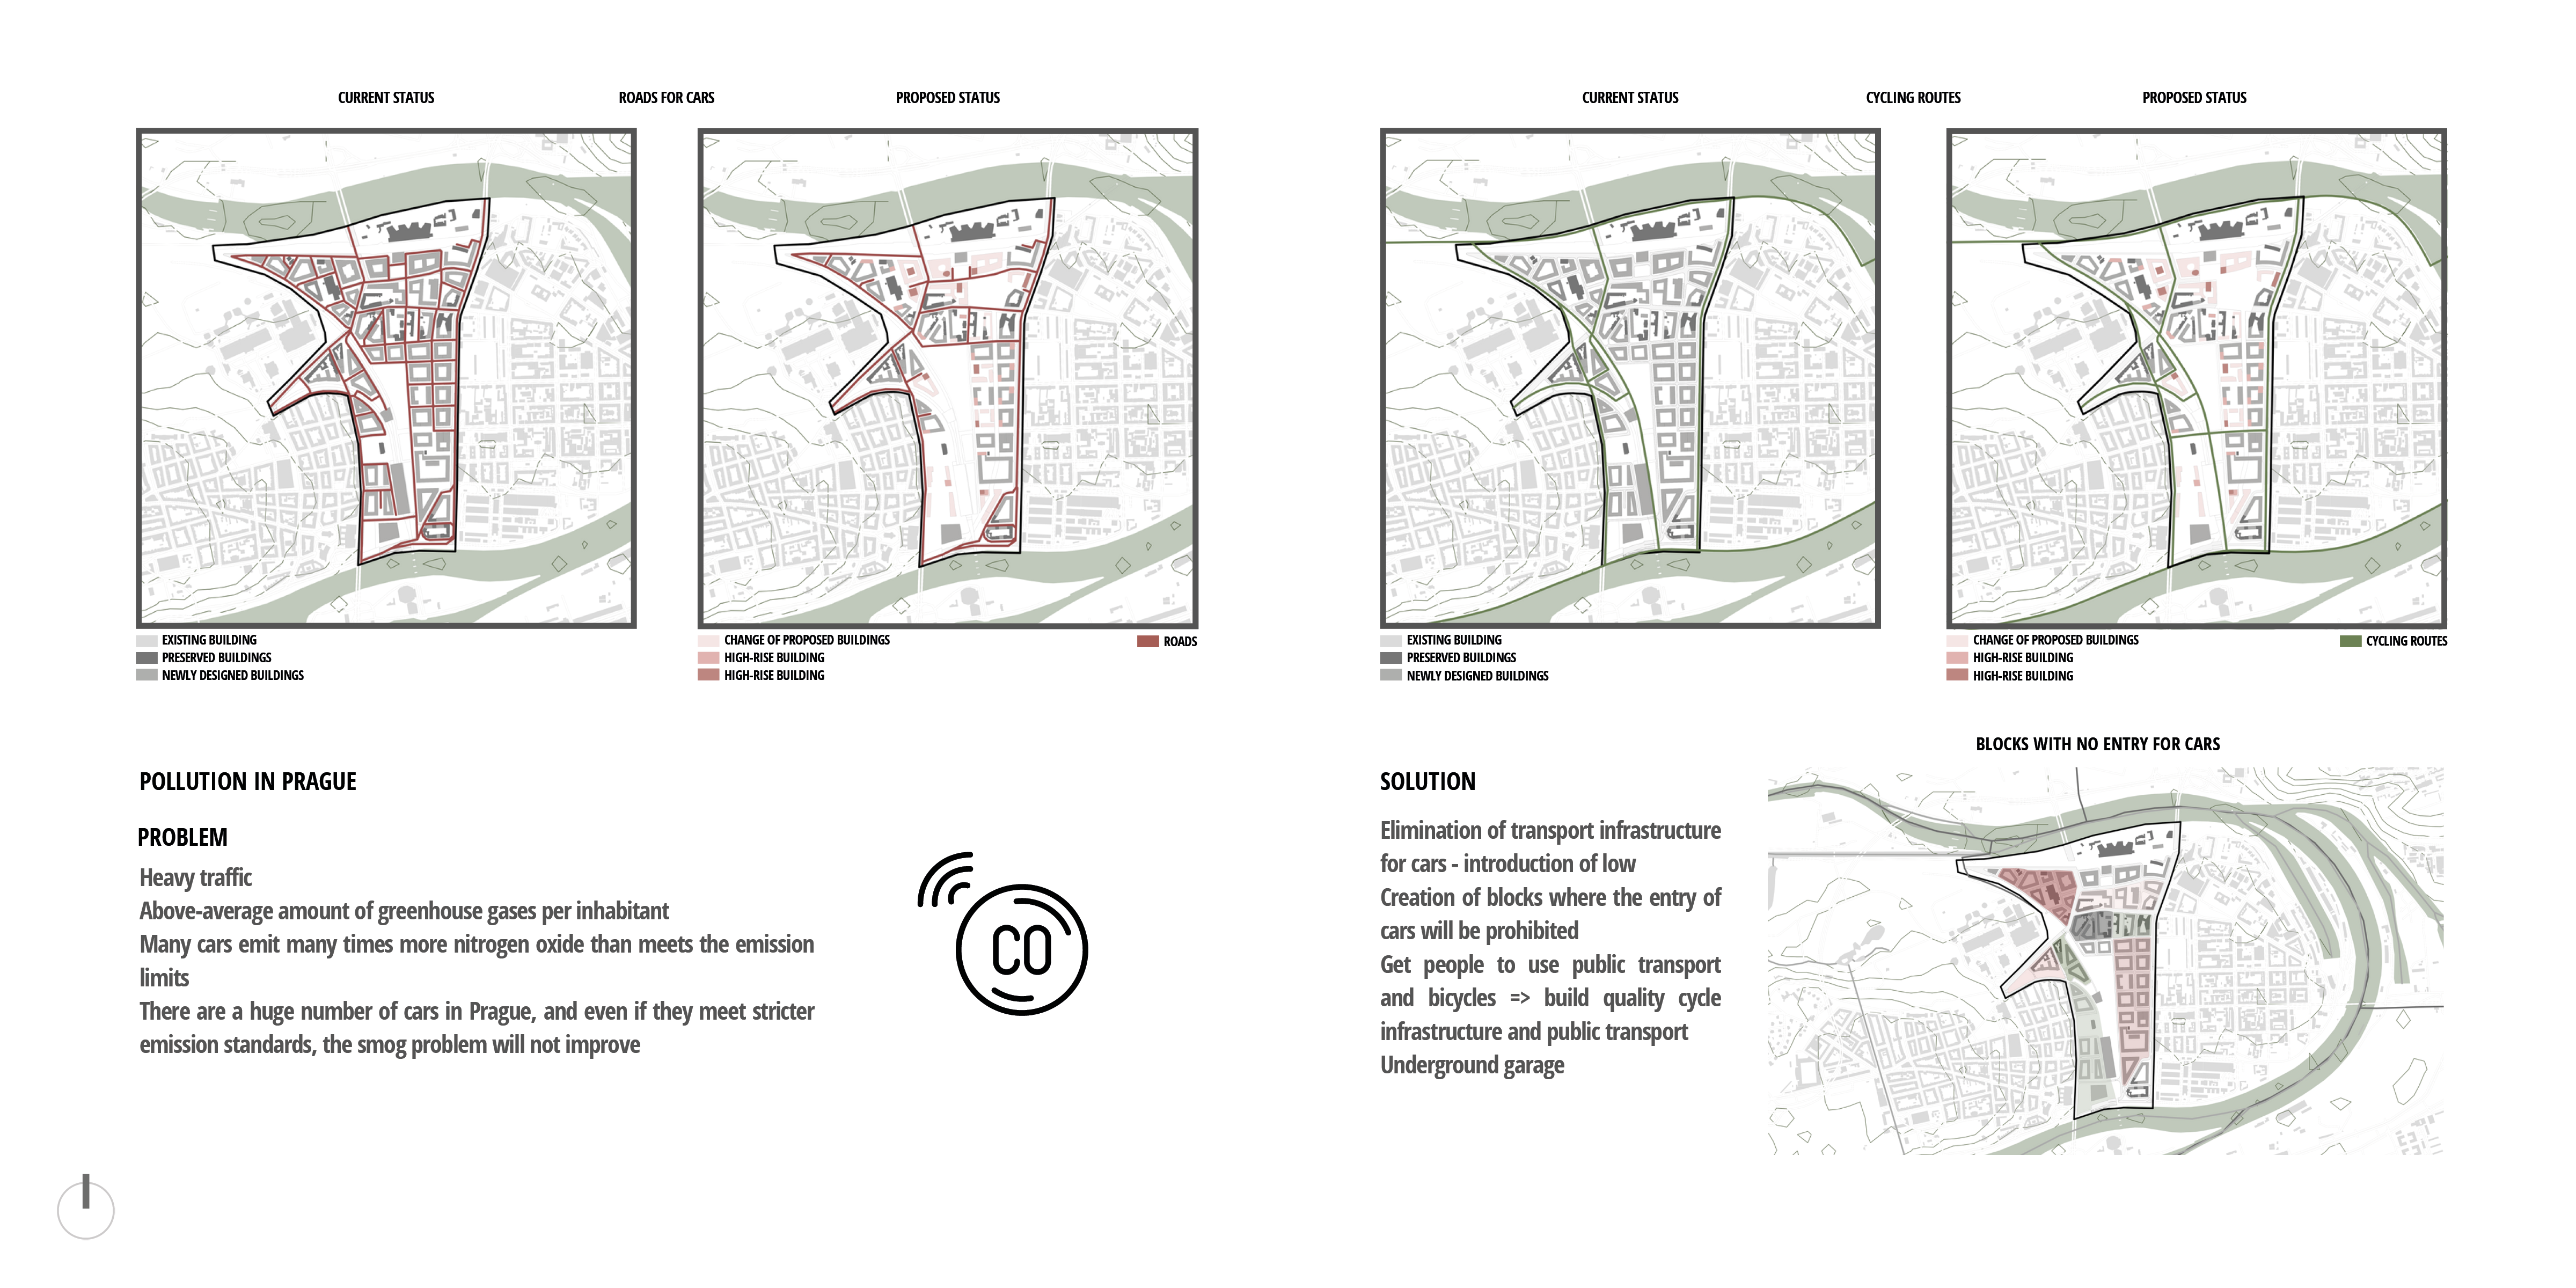 CURRENT STATUS
ROADS FOR CARS
PROPOSED STATUS
EXISTING BUILDING
PRESERVED BUILDINGS
NEWLY DESIGNED BUILDINGS
CHANGE OF PROPOSED BUILDINGS
HIGH-RISE BUILDING
HIGH-RISE BUILDING
ROADS
CURRENT STATUS
CYCLING ROUTES
PROPOSED STATUS
EXISTING BUILDING
PRESERVED BUILDINGS
NEWLY DESIGNED BUILDINGS
CHANGE OF PROPOSED BUILDINGS
HIGH-RISE BUILDING
HIGH-RISE BUILDING
CYCLING ROUTES
POLLUTION IN PRAGUE
PROBLEM
Heavy traffic
Above-average amount of greenhouse gases per inhabitant
Many cars emit many times more nitrogen oxide than meets the emission
limits
There are a huge number of cars in Prague, and even if they meet stricter
emission standards, the smog problem will not improve
CO
SOLUTION
Elimination of transport infrastructure
for cars - introduction of low
Creation of blocks where the entry of
cars will be prohibited
Get people to use public transport
and bicycles => build quality cycle
infrastructure and public transport
Underground garage
BLOCKS WITH NO ENTRY FOR CARS